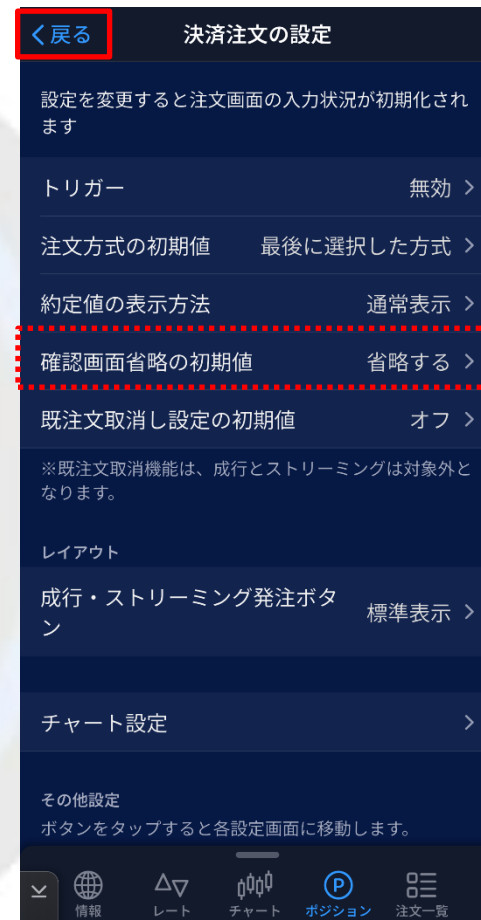 戻る 決済注文の設定
設定を変更すると注文画面の入力状況が初期化され
ます
トリガー 無効
注文方式の初期値 最後に選択した方式
約定値の表示方法 通常表示
確認画面省略の初期値 省略する
既注文取消し設定の初期値 オフ
※既注文取消機能は、成行とストリーミングは対象外と
なります。
レイアウト
成行・ストリーミング発注ボタ
ン 標準表示
チャート設定
その他設定
ボタンをタップすると各設定画面に移動します。
情報 レート チャート ポジション 注文一覧